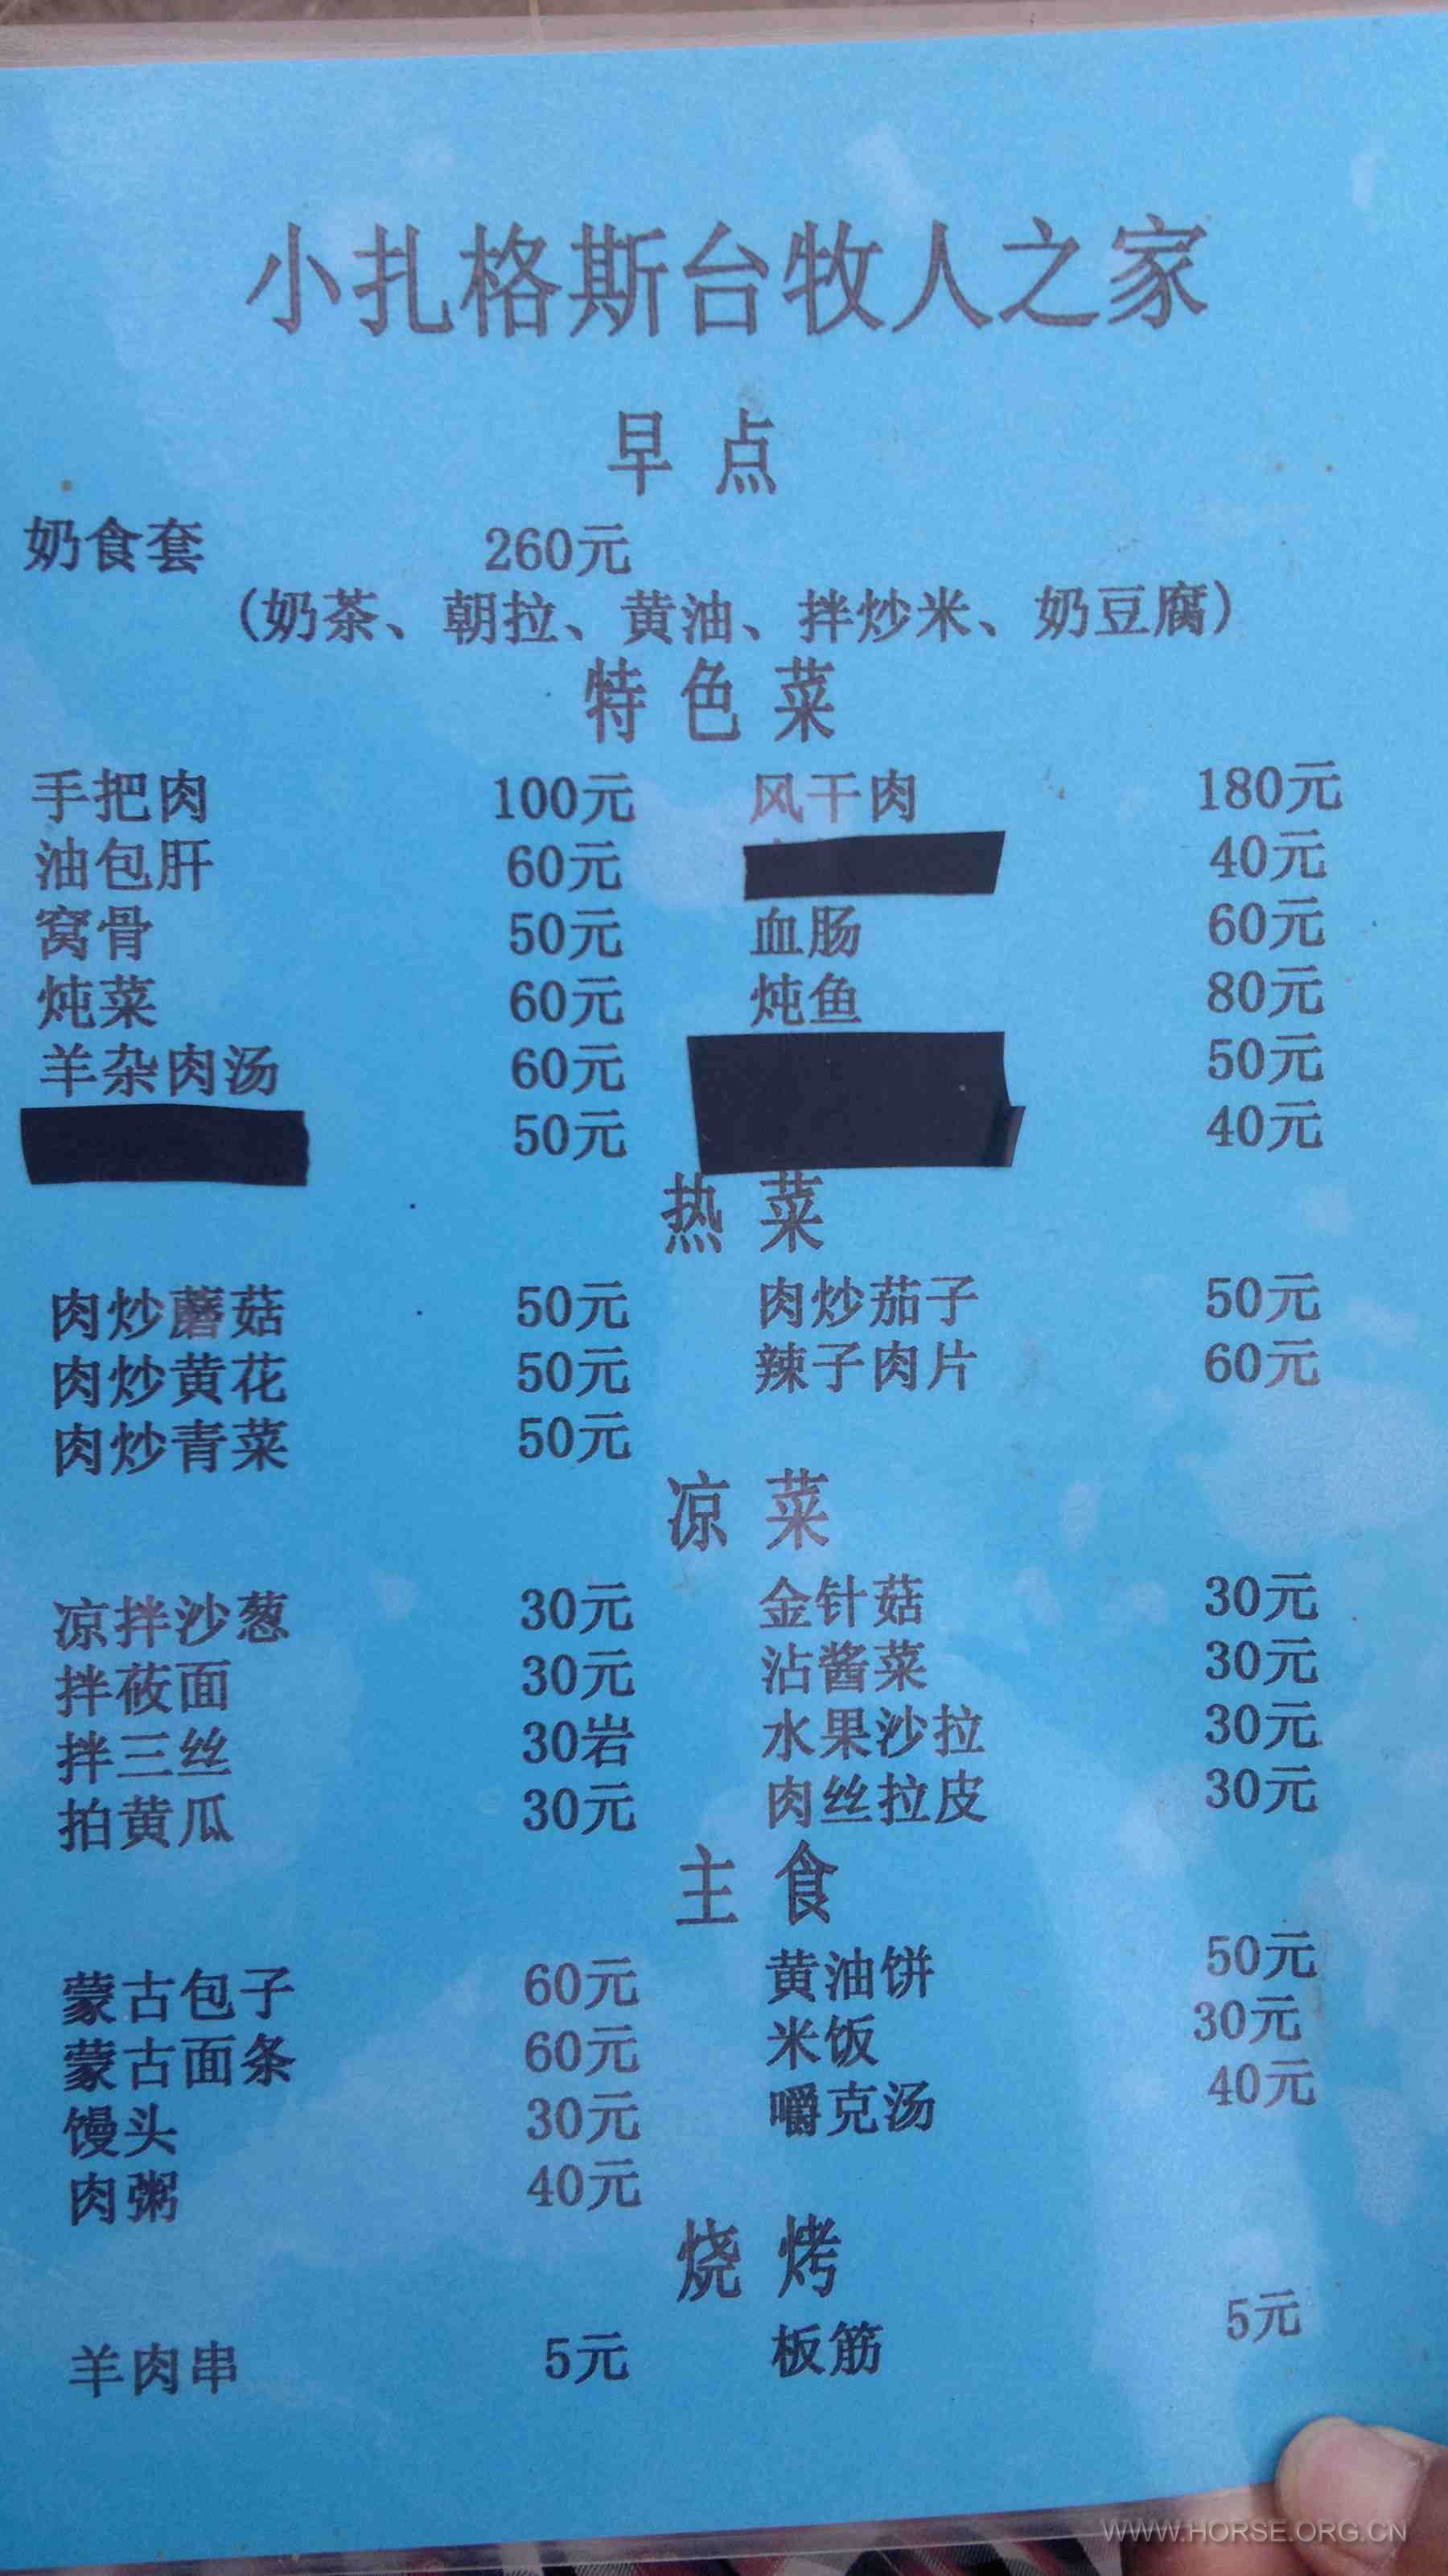 小扎格斯台牧人之家
早 点
奶食套 260元
(奶茶、朝拉、黄油、拌炒米、奶豆腐)
特 色 菜
手把肉 100元 风干肉 180元
油包肝 60元 40元
窝骨 50元 血肠 60元
炖菜 60元 炖鱼 80元
羊杂肉汤 60元 50元
50元 40元
热 菜
肉炒蘑菇 50元 肉炒茄子 50元
肉炒黄花 50元 辣子肉片 60元
肉炒青菜 50元
凉 菜
凉拌沙葱 30元 金针菇 30元
拌莜面 30元 沾酱菜 30元
拌三丝 30岩 水果沙拉 30元
拍黄瓜 30元 肉丝拉皮 30元
主 食
蒙古包子 60元 黄油饼 50元
蒙古面条 60元 米饭 30元
馒头 30元 嚼克汤 40元
肉粥 40元
烧 烤
羊肉串 5元 板筋 5元
WWW.HORSE.ORG.CN